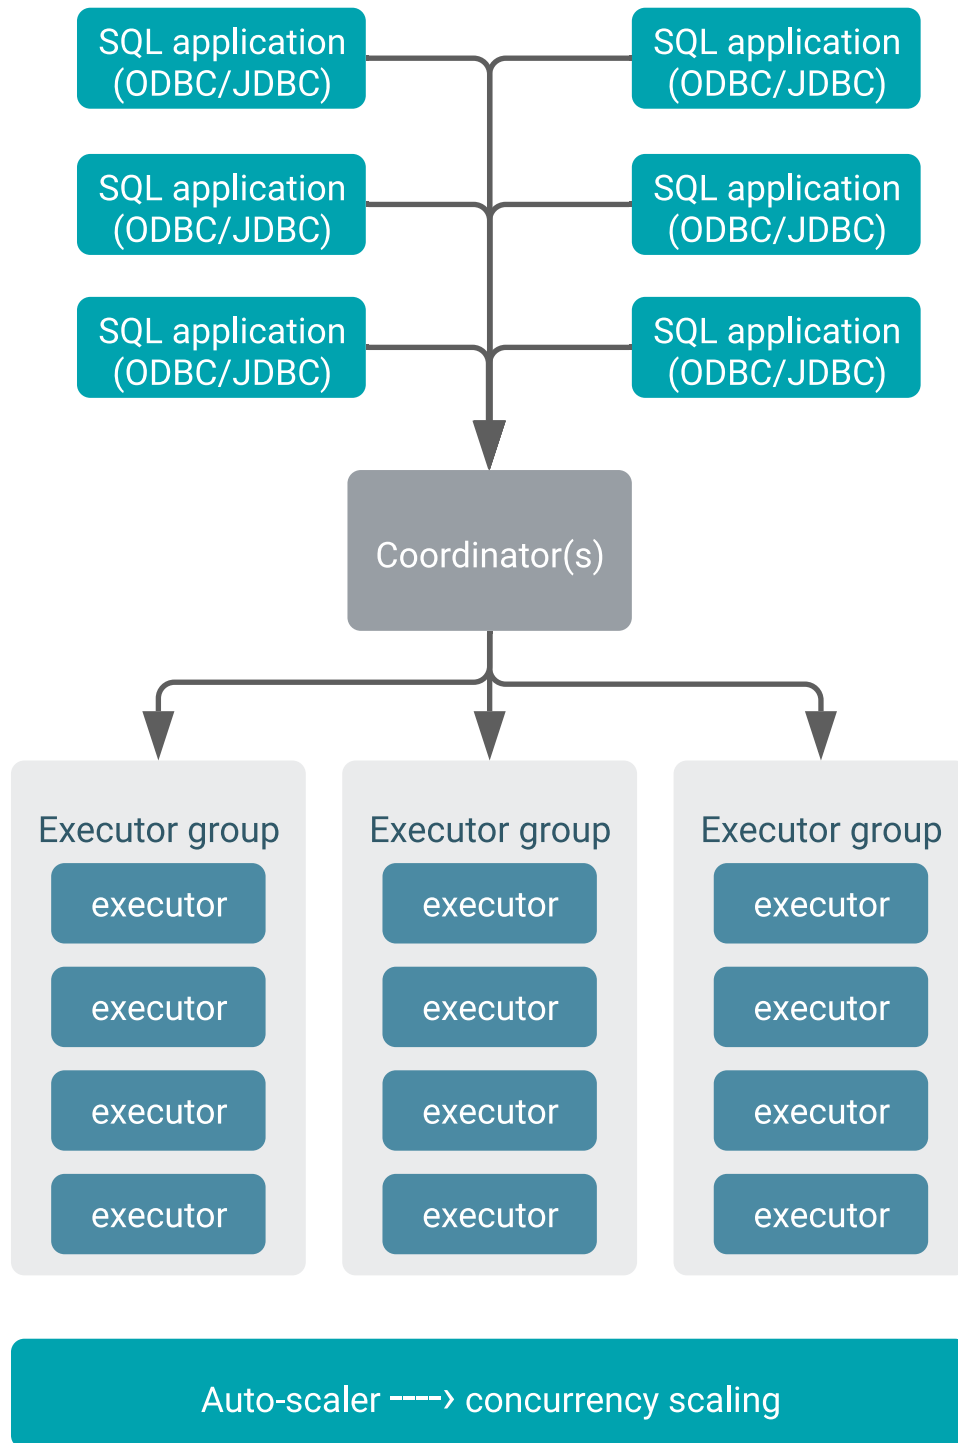 SQL application
(ODBC/JDBC)
SQL application
(ODBC/JDBC)
SQL application
(ODBC/JDBC)
SQL application
(ODBC/JDBC)
SQL application
(ODBC/JDBC)
SQL application
(ODBC/JDBC)
Coordinator(s)
Executor group
executor
executor
executor
executor
Executor group
executor
executor
executor
executor
Executor group
executor
executor
executor
executor
Auto-scaler ----> concurrency scaling